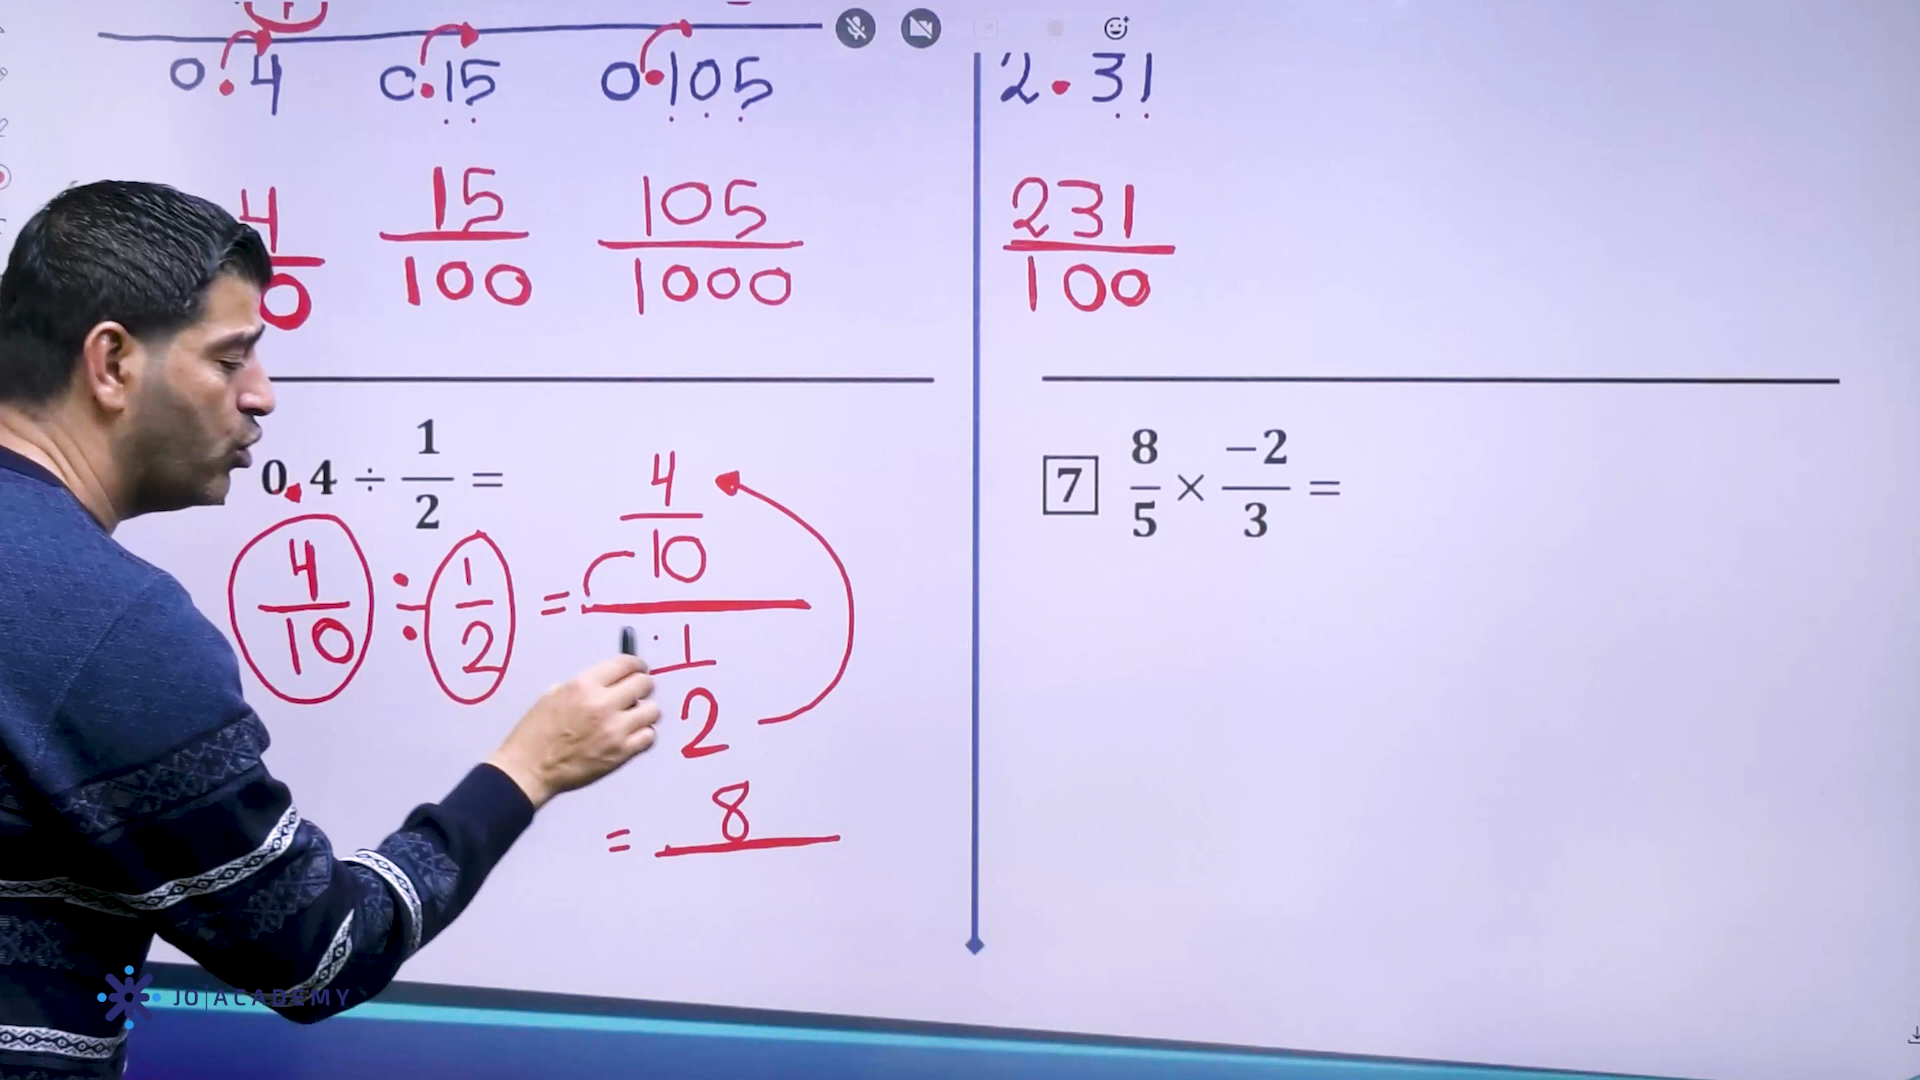 0.4 0.15 0.105 2.31
4/0 15/100 105/1000 231/100
0.4 ÷ 1/2 =
4/10 ÷ 1/2 = 4/10 / 1/2
= 8
7 8/5 × -2/3 =
JO|ACADEMY